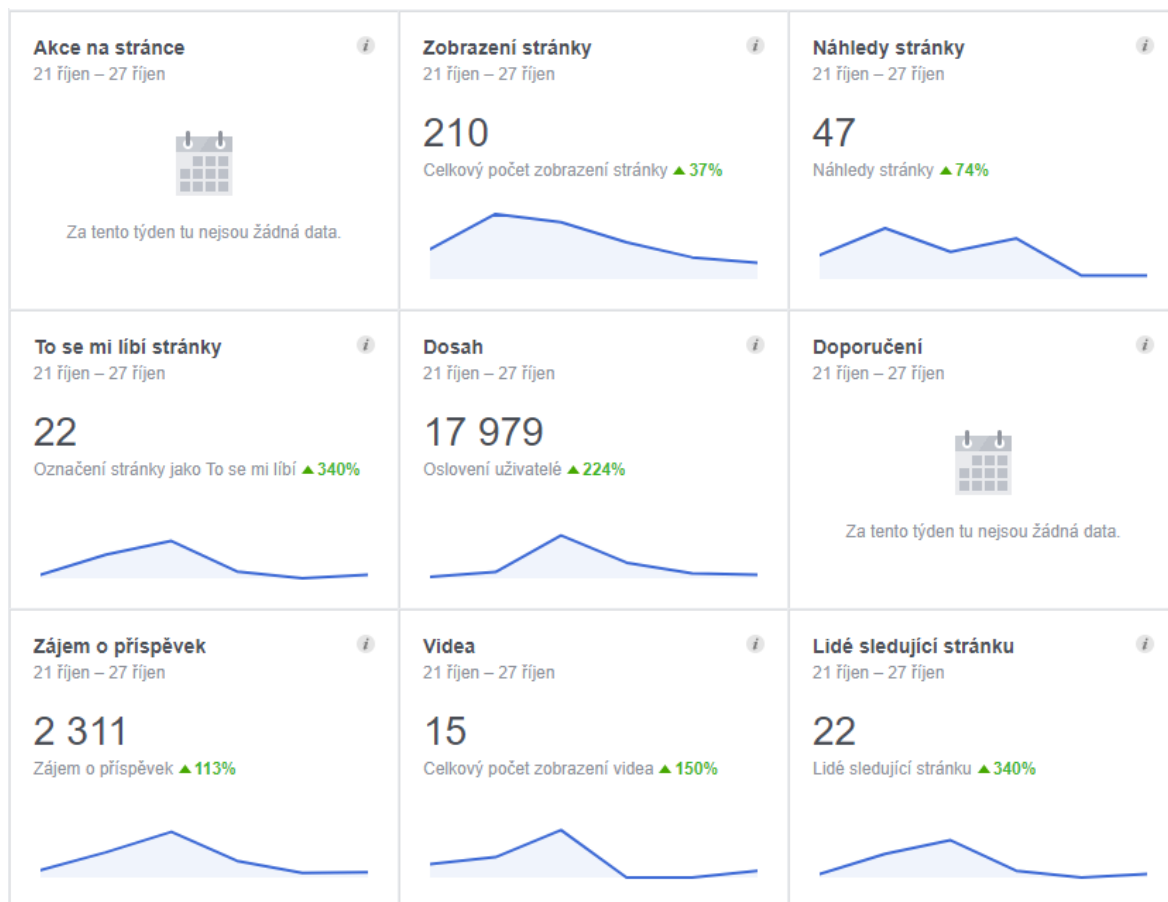 Akce na stránce
21 říjen – 27 říjen
Za tento týden tu nejsou žádná data.
Zobrazení stránky
21 říjen – 27 říjen
210
Celkový počet zobrazení stránky ▲ 37%
Náhledy stránky
21 říjen – 27 říjen
47
Náhledy stránky ▲ 74%
To se mi líbí stránky
21 říjen – 27 říjen
22
Označení stránky jako To se mi líbí ▲ 340%
Dosah
21 říjen – 27 říjen
17 979
Oslovení uživatelé ▲ 224%
Doporučení
21 říjen – 27 říjen
Za tento týden tu nejsou žádná data.
Zájem o příspěvek
21 říjen – 27 říjen
2 311
Zájem o příspěvek ▲ 113%
Videa
21 říjen – 27 říjen
15
Celkový počet zobrazení videa ▲ 150%
Lidé sledující stránku
21 říjen – 27 říjen
22
Lidé sledující stránku ▲ 340%